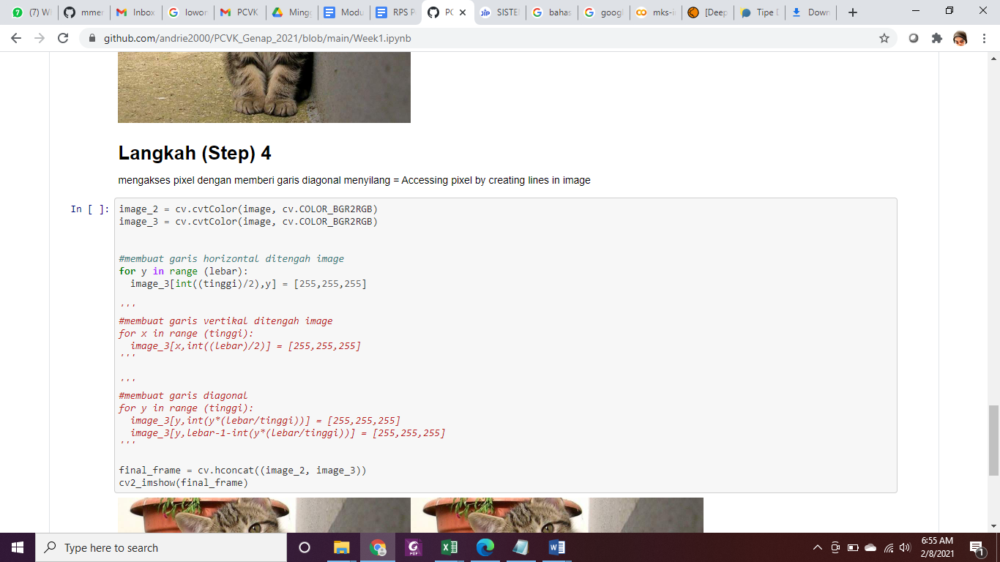 (7) W
mmer
Inbox
lowor
PCVK
Ming
Modu
RPS P
PC
SISTE
bahas
googl
mks-i
[Deep
Tipe D
Down
github.com/andrie2000/PCVK_Genap_2021/blob/main/Week1.ipynb
Langkah (Step) 4
mengakses pixel dengan memberi garis diagonal menyilang = Accessing pixel by creating lines in image
In [ ]:
image_2 = cv.cvtColor(image, cv.COLOR_BGR2RGB)
image_3 = cv.cvtColor(image, cv.COLOR_BGR2RGB)
#membuat garis horizontal ditengah image
for y in range (lebar):
  image_3[int((tinggi)/2),y] = [255,255,255]
'''
#membuat garis vertikal ditengah image
for x in range (tinggi):
  image_3[x,int((lebar)/2)] = [255,255,255]
'''
'''
#membuat garis diagonal
for y in range (tinggi):
  image_3[y,int(y*(lebar/tinggi))] = [255,255,255]
  image_3[y,lebar-1-int(y*(lebar/tinggi))] = [255,255,255]
'''
final_frame = cv.hconcat((image_2, image_3))
cv2_imshow(final_frame)
Type here to search
6:55 AM
2/8/2021
1